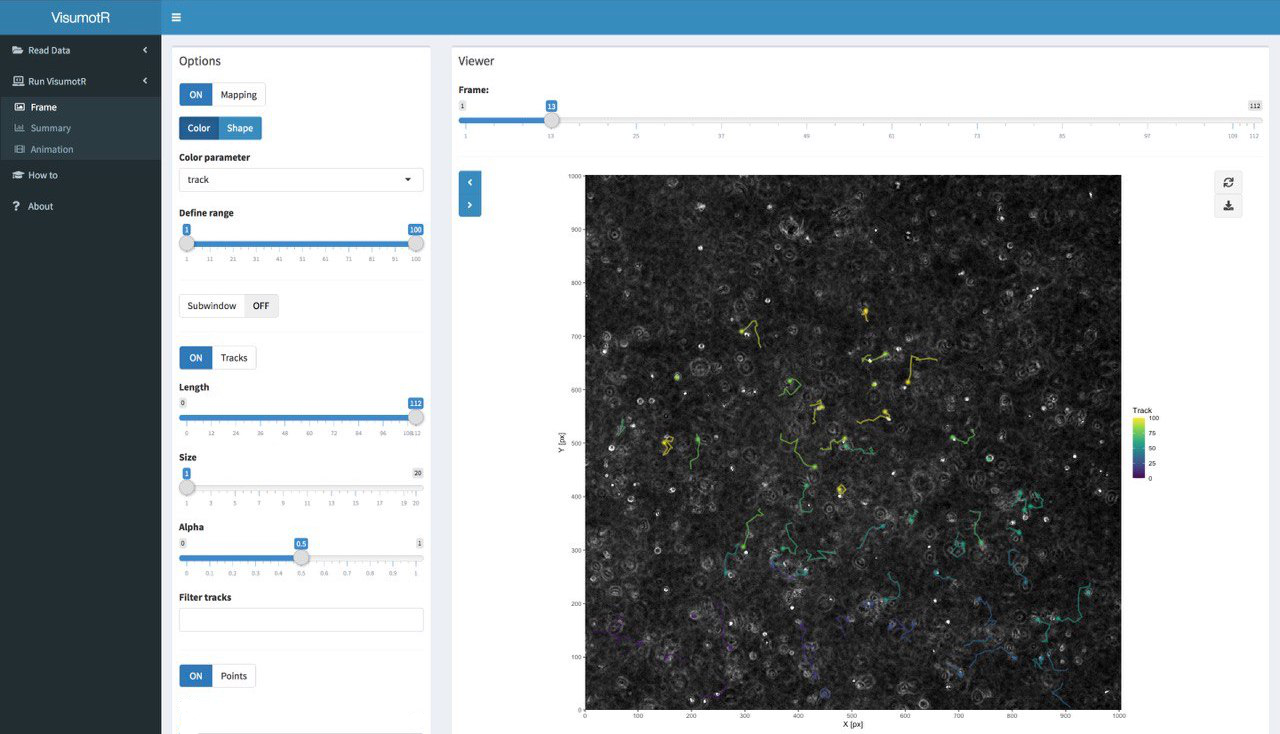 VisumotR
Read Data
Run VisumotR
Frame
Summary
Animation
How to
? About
Options
ON Mapping
Color Shape
Color parameter
track
Define range
1 100
1 11 21 31 41 51 61 71 81 91 100
Subwindow OFF
ON Tracks
Length
0 112
0 12 24 36 48 60 72 84 96 108 112
Size
1 20
1 3 5 7 9 11 13 15 17 19 20
Alpha
0 0.5 1
0 0.1 0.2 0.3 0.4 0.5 0.6 0.7 0.8 0.9 1
Filter tracks
ON Points
Viewer
Frame:
1 13 112
1 13 25 37 49 61 73 85 97 109 112
1000
900
800
700
600
500
400
300
200
100
0
Y [px]
0 100 200 300 400 500 600 700 800 900 1000
X [px]
Track
100
75
50
25
0